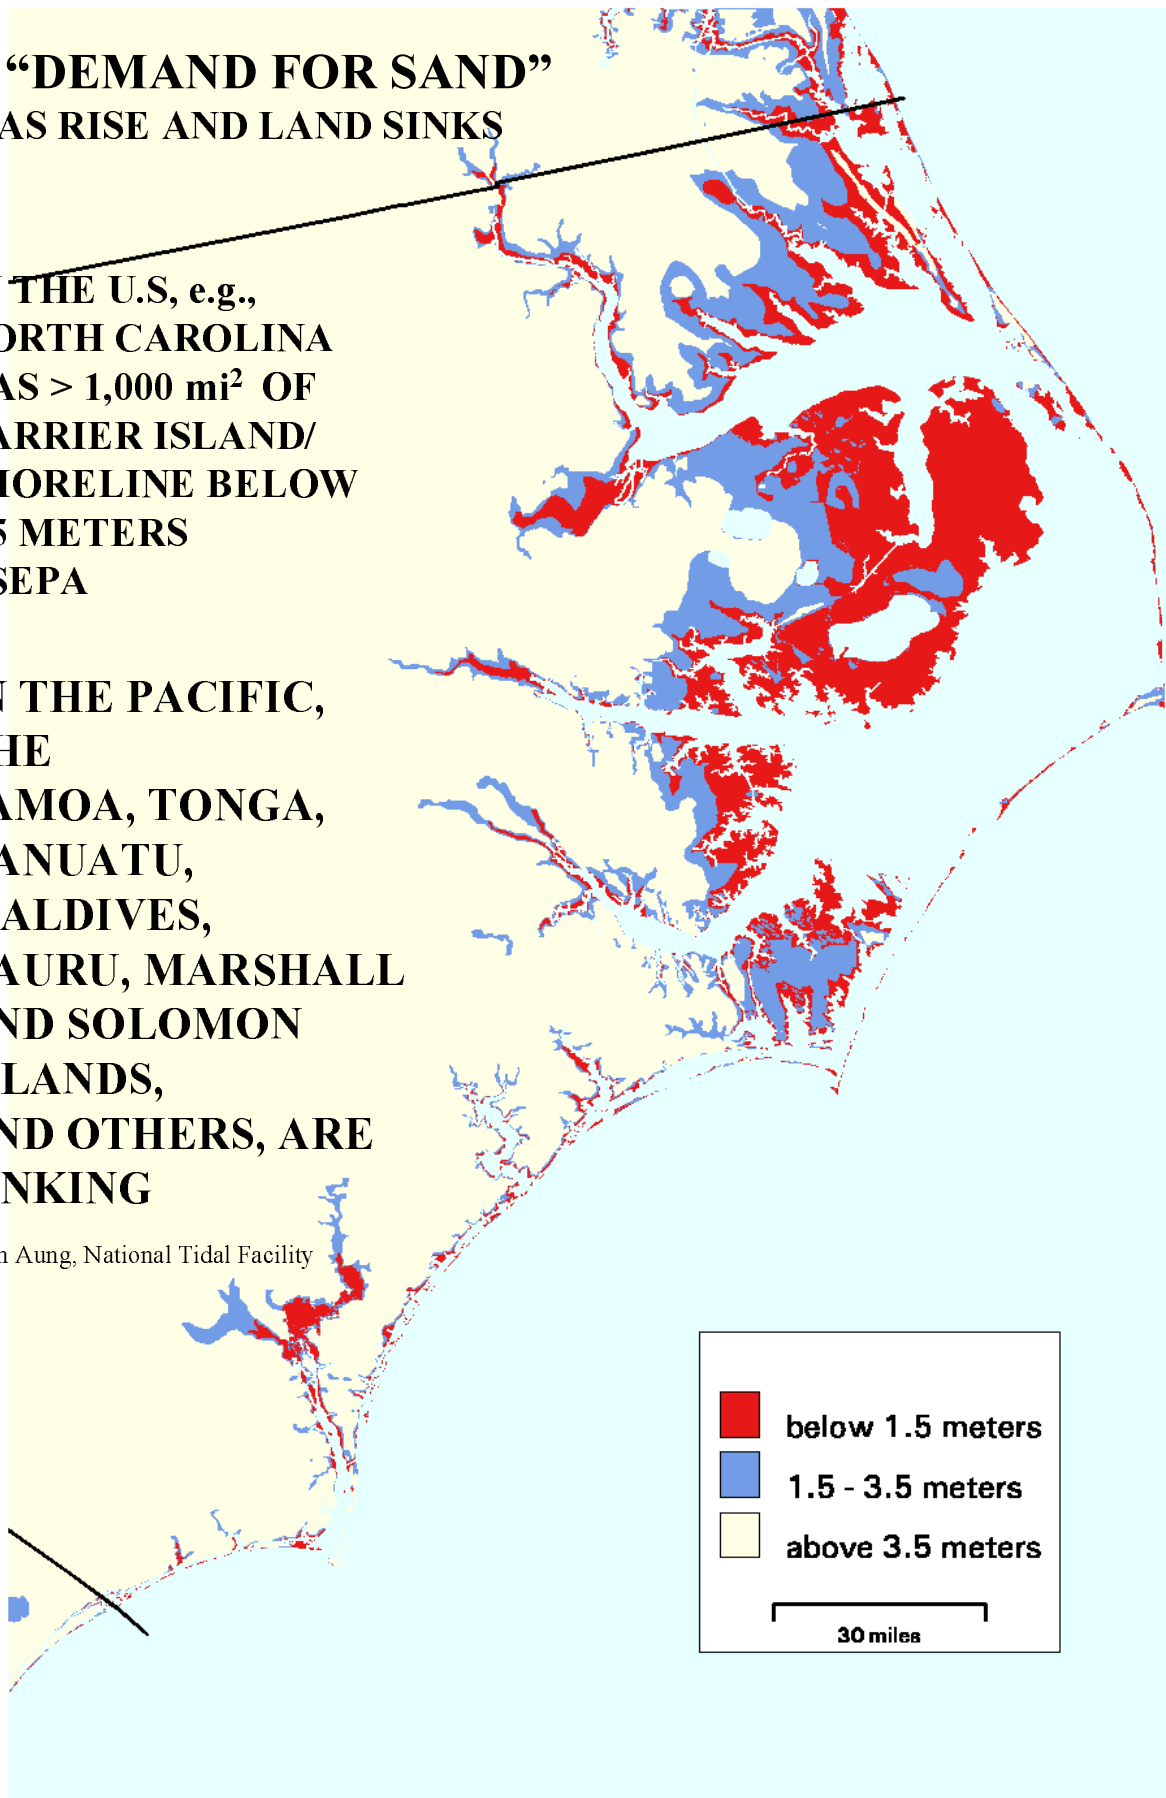 “DEMAND FOR SAND”
AS RISE AND LAND SINKS
THE U.S, e.g.,
ORTH CAROLINA
AS > 1,000 mi² OF
ARRIER ISLAND/
HORELINE BELOW
5 METERS
SEPA
N THE PACIFIC,
HE
AMOA, TONGA,
ANUATU,
ALDIVES,
AURU, MARSHALL
ND SOLOMON
LANDS,
ND OTHERS, ARE
NKING
n Aung, National Tidal Facility
below 1.5 meters
1.5 - 3.5 meters
above 3.5 meters
30 miles